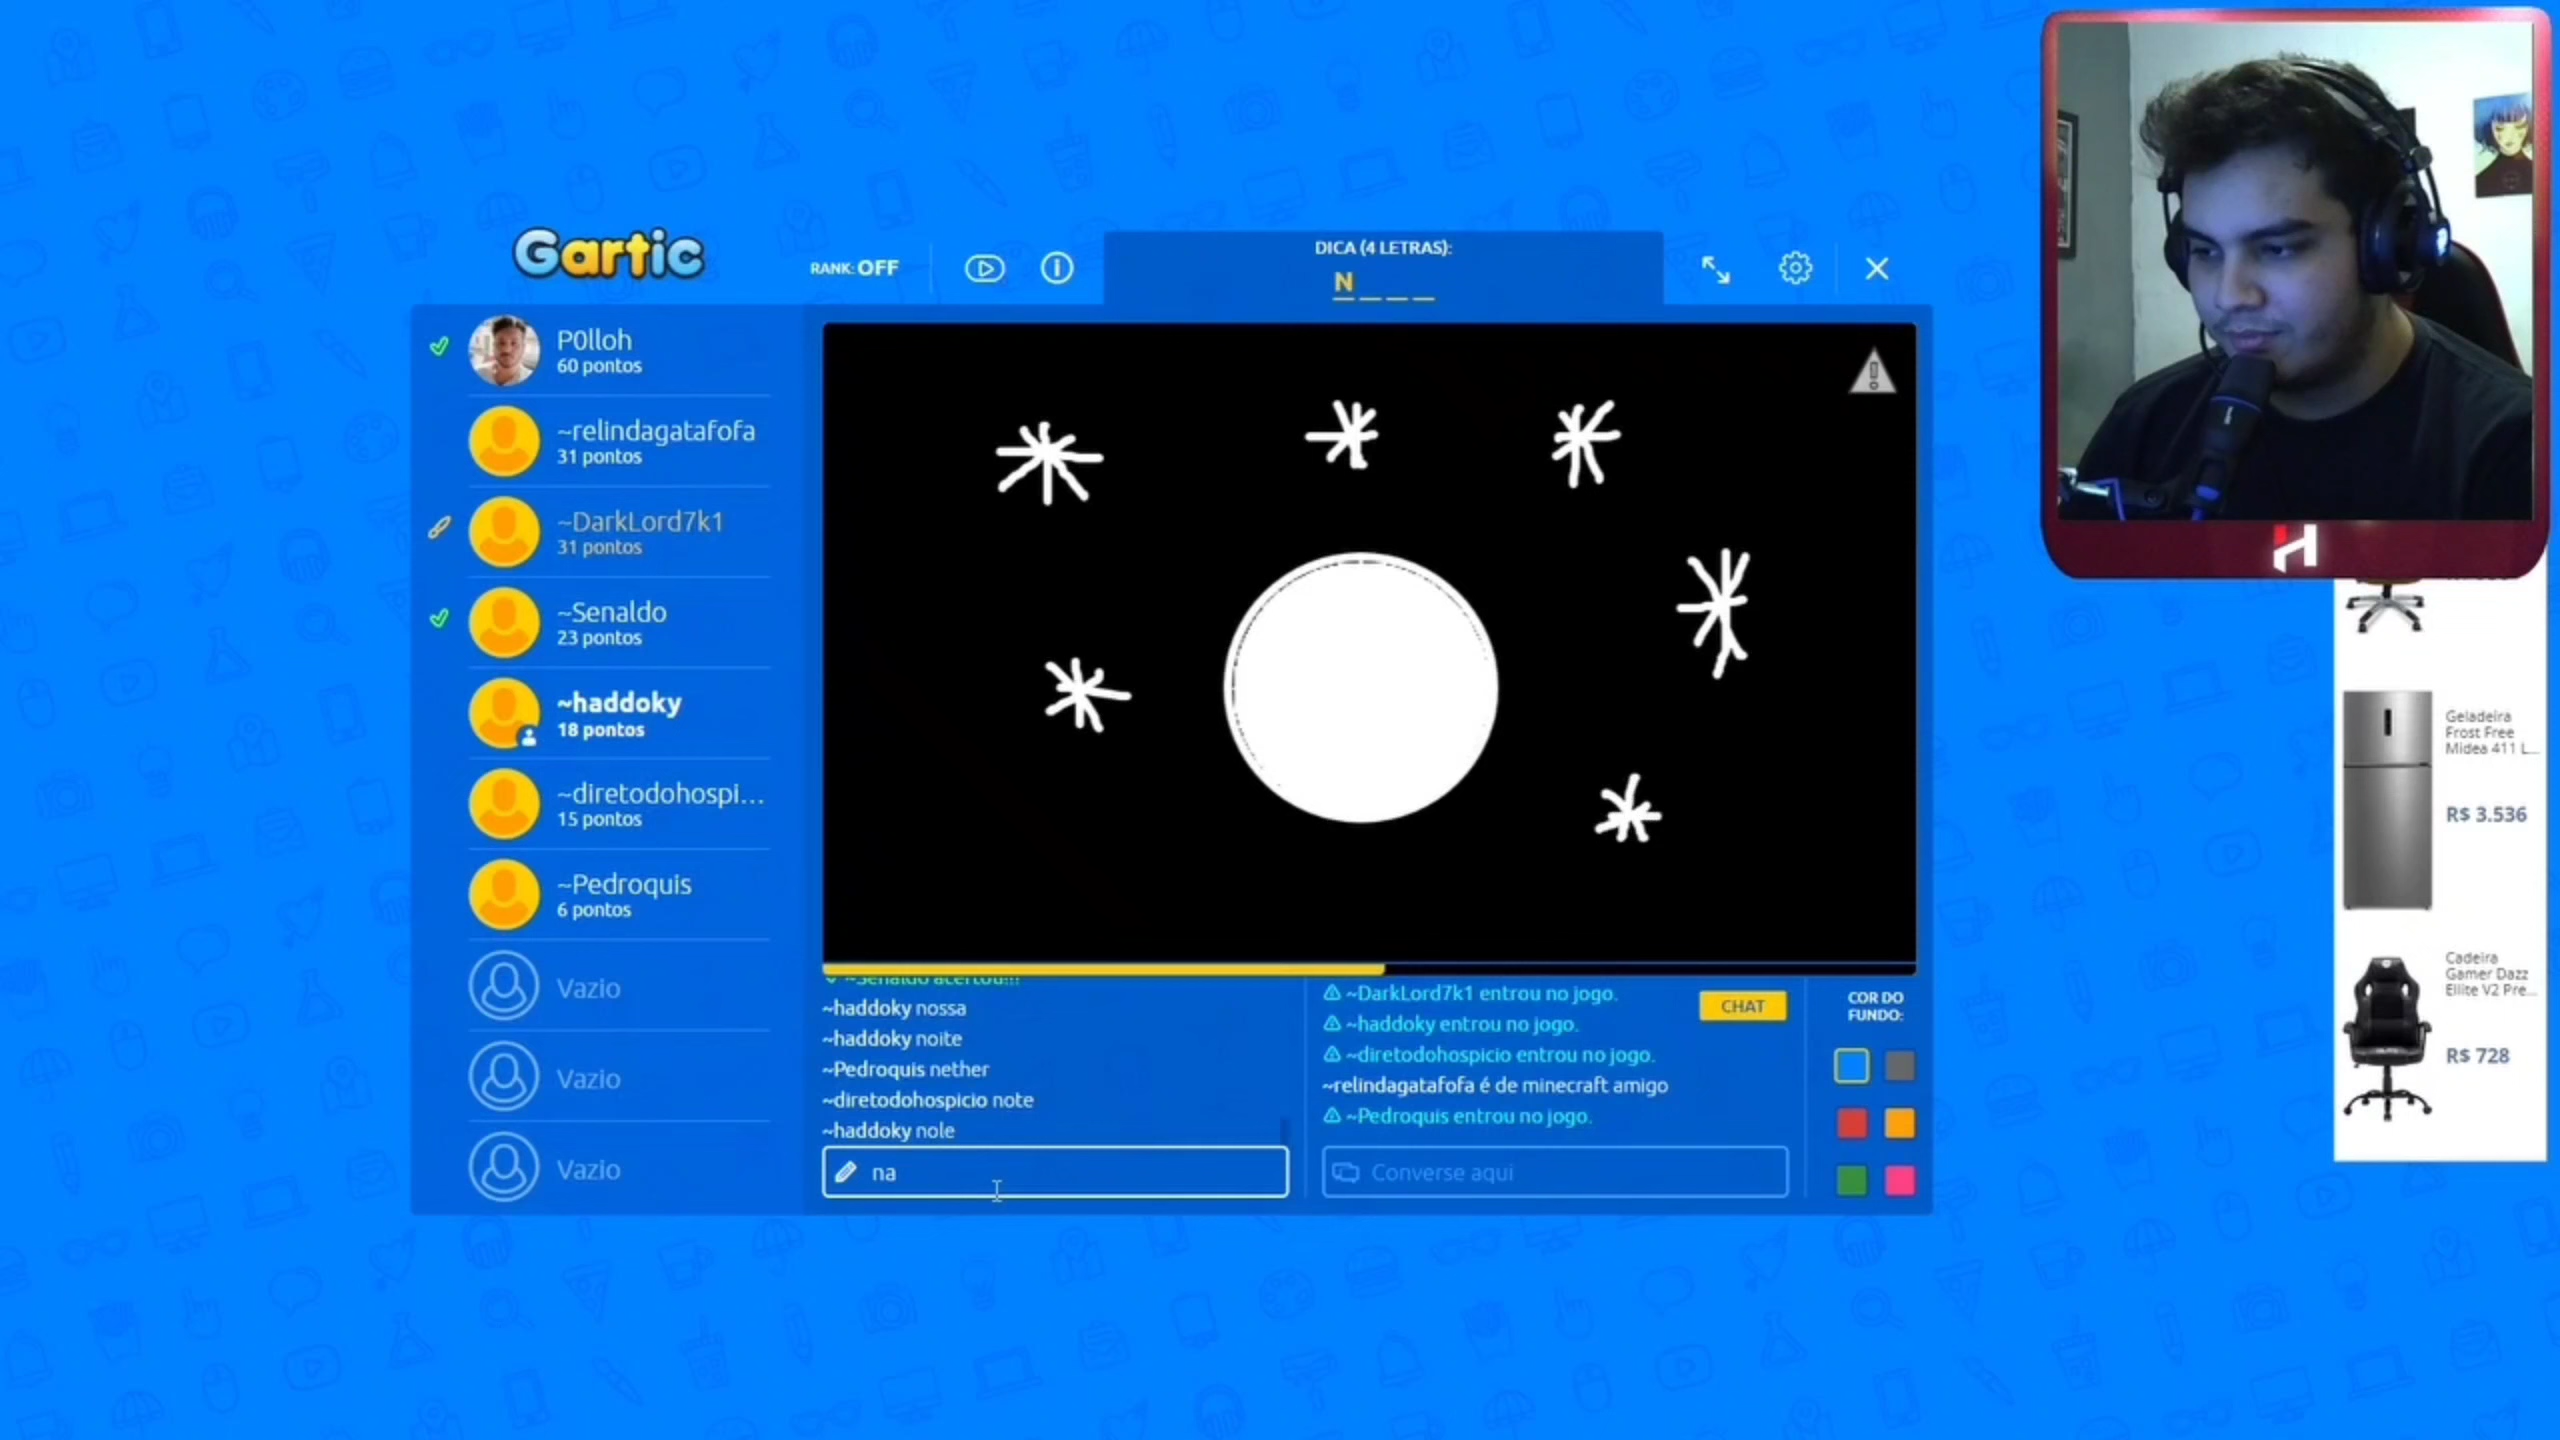 Gartic
RANK: OFF
DICA (4 LETRAS):
N _ _ _
P0lloh
60 pontos
~relindagatafofa
31 pontos
~DarkLord7k1
31 pontos
~Senaldo
23 pontos
~haddoky
18 pontos
~diretodohospi...
15 pontos
~Pedroquis
6 pontos
Vazio
Vazio
Vazio
~Senaldo acertou!!!
~haddoky nossa
~haddoky noite
~Pedroquis nether
~diretodohospicio note
~haddoky nole
na
~DarkLord7k1 entrou no jogo.
~haddoky entrou no jogo.
~diretodohospicio entrou no jogo.
~relindagatafofa é de minecraft amigo
~Pedroquis entrou no jogo.
CHAT
Converse aqui
COR DO
FUNDO:
H
Geladeira
Frost Free
Midea 411 L...
R$ 3.536
Cadeira
Gamer Dazz
Elite V2 Pre...
R$ 728